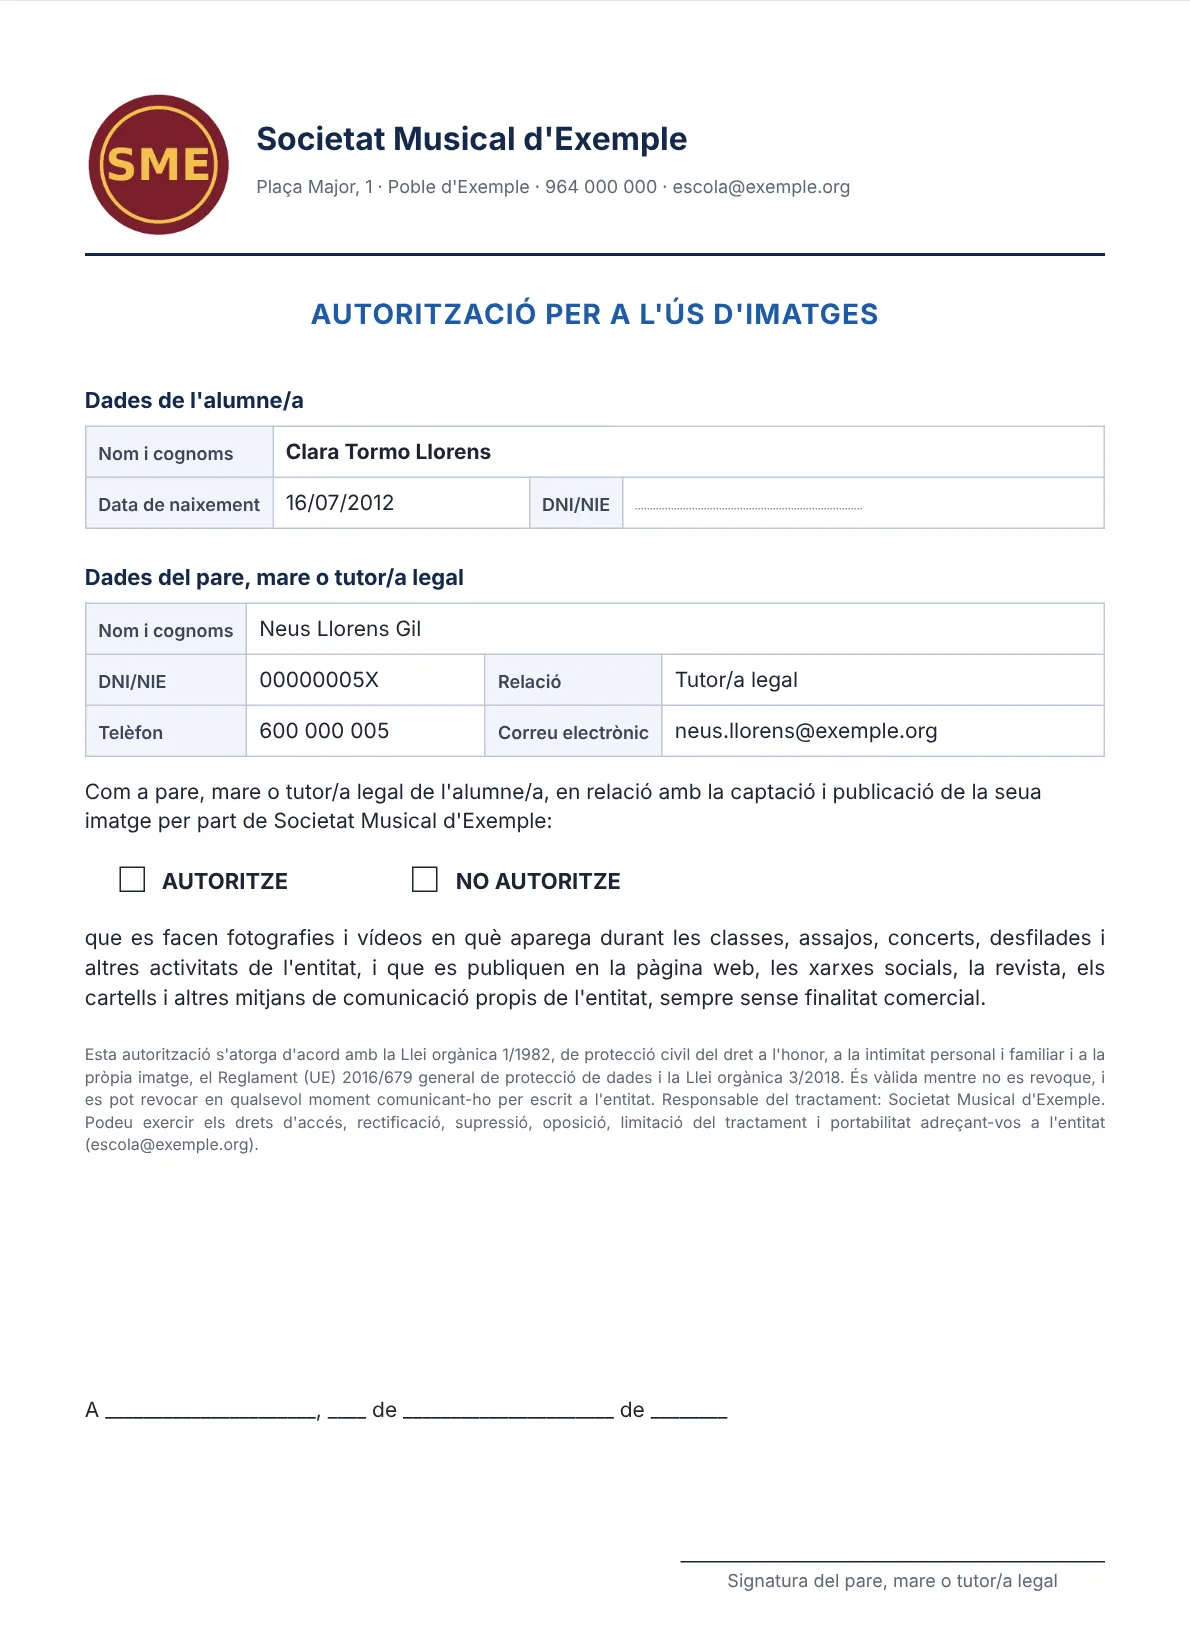 SME
Societat Musical d'Exemple
Plaça Major, 1 · Poble d'Exemple · 964 000 000 · escola@exemple.org
AUTORITZACIÓ PER A L'ÚS D'IMATGES
Dades de l'alumne/a
Nom i cognoms Clara Tormo Llorens
Data de naixement 16/07/2012 DNI/NIE
Dades del pare, mare o tutor/a legal
Nom i cognoms Neus Llorens Gil
DNI/NIE 00000005X Relació Tutor/a legal
Telèfon 600 000 005 Correu electrònic neus.llorens@exemple.org
Com a pare, mare o tutor/a legal de l'alumne/a, en relació amb la captació i publicació de la seua
imatge per part de Societat Musical d'Exemple:
AUTORITZE NO AUTORITZE
que es facen fotografies i vídeos en què aparega durant les classes, assajos, concerts, desfilades i
altres activitats de l'entitat, i que es publiquen en la pàgina web, les xarxes socials, la revista, els
cartells i altres mitjans de comunicació propis de l'entitat, sempre sense finalitat comercial.
Esta autorització s'atorga d'acord amb la Llei orgànica 1/1982, de protecció civil del dret a l'honor, a la intimitat personal i familiar i a la
pròpia imatge, el Reglament (UE) 2016/679 general de protecció de dades i la Llei orgànica 3/2018. És vàlida mentre no es revoque, i
es pot revocar en qualsevol moment comunicant-ho per escrit a l'entitat. Responsable del tractament: Societat Musical d'Exemple.
Podeu exercir els drets d'accés, rectificació, supressió, oposició, limitació del tractament i portabilitat adreçant-vos a l'entitat
(escola@exemple.org).
A ____________________, ____ de ____________________ de _______
Signatura del pare, mare o tutor/a legal